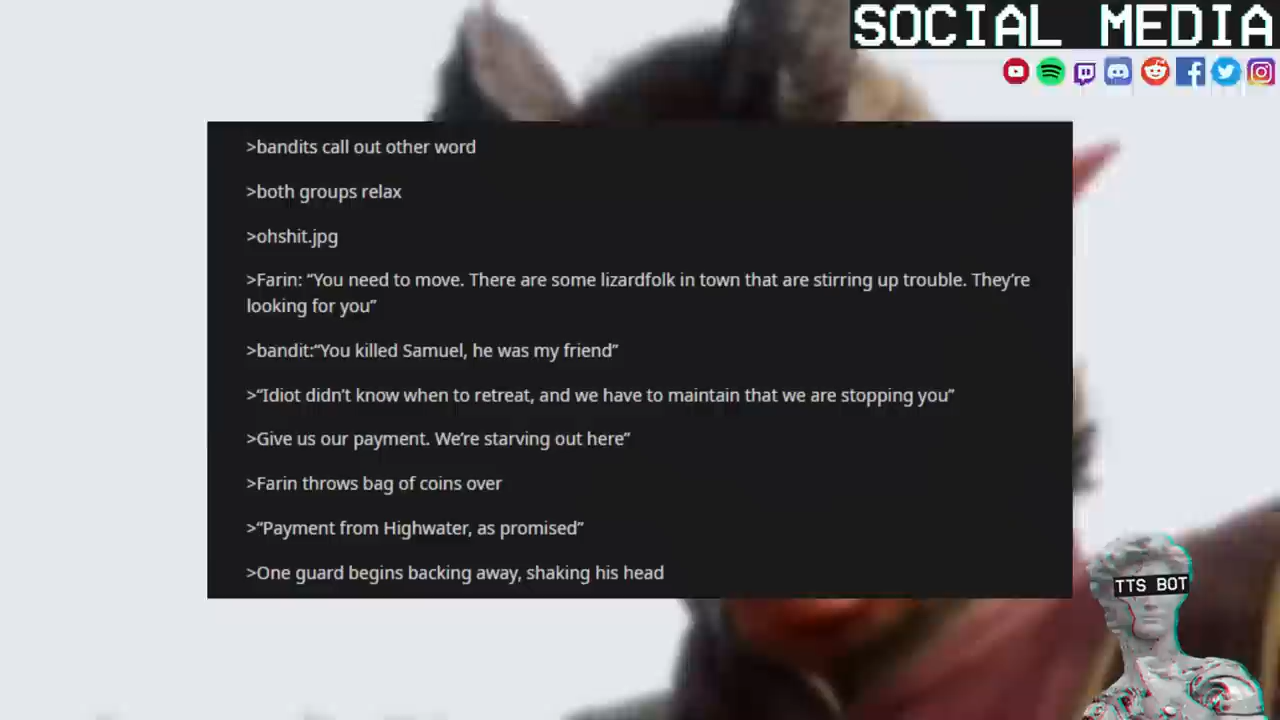 SOCIAL MEDIA
>bandits call out other word
>both groups relax
>ohshit.jpg
>Farin: “You need to move. There are some lizardfolk in town that are stirring up trouble. They’re
looking for you”
>bandit:“You killed Samuel, he was my friend”
>“Idiot didn’t know when to retreat, and we have to maintain that we are stopping you”
>Give us our payment. We’re starving out here”
>Farin throws bag of coins over
>“Payment from Highwater, as promised”
>One guard begins backing away, shaking his head
TTS BOT